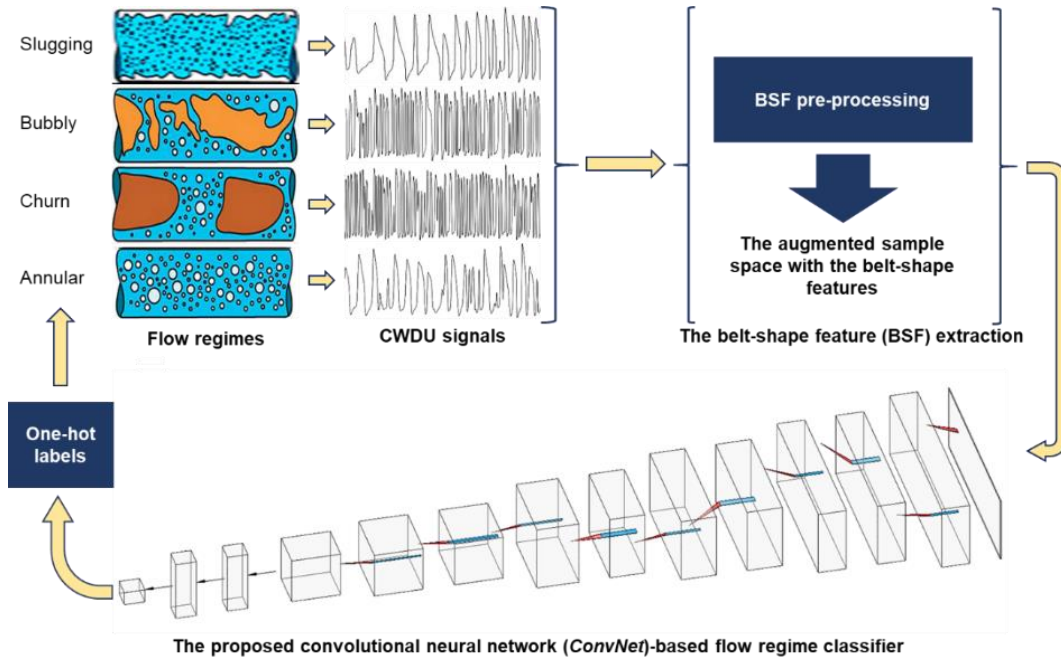 Slugging
Bubbly
Churn
Annular
Flow regimes
CWDU signals
BSF pre-processing
The augmented sample
space with the belt-shape
features
The belt-shape feature (BSF) extraction
One-hot
labels
The proposed convolutional neural network (ConvNet)-based flow regime classifier